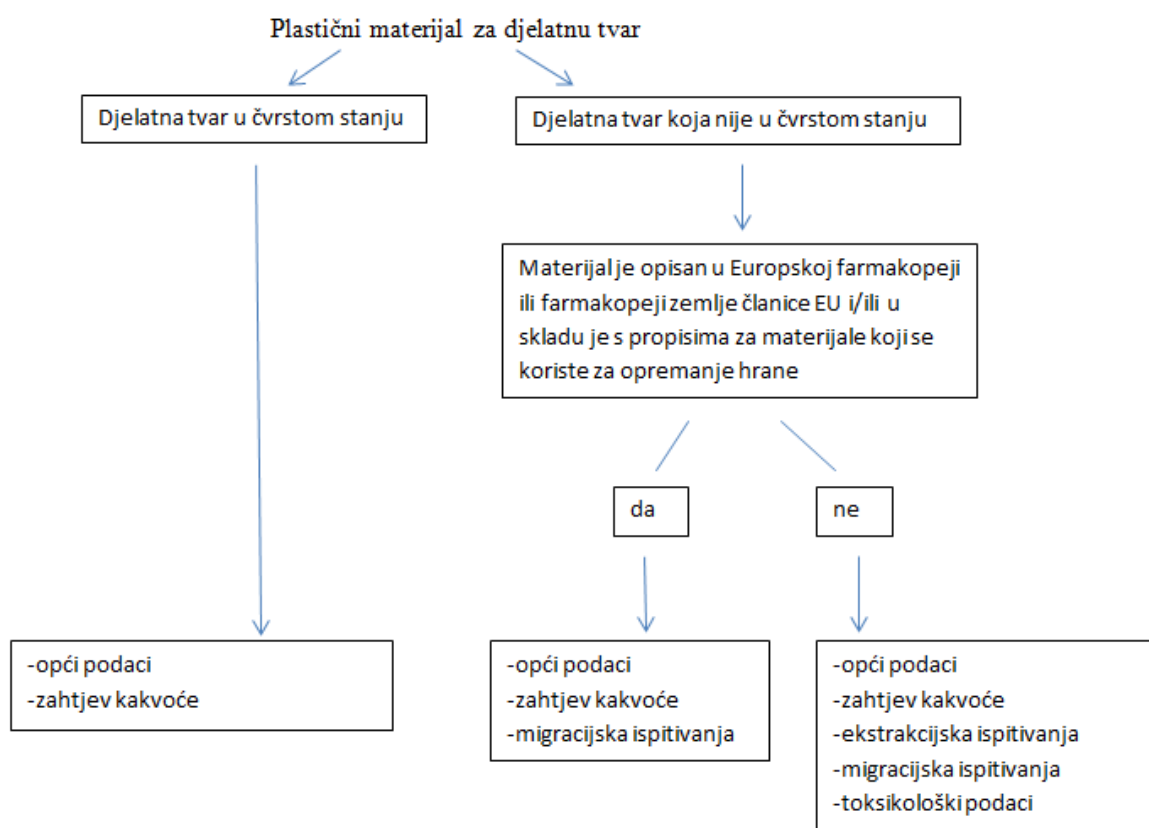 Plastični materijal za djelatnu tvar
Djelatna tvar u čvrstom stanju
Djelatna tvar koja nije u čvrstom stanju
Materijal je opisan u Europskoj farmakopeji
ili farmakopeji zemlje članice EU i/ili u
skladu je s propisima za materijale koji se
koriste za opremanje hrane
da
ne
-opći podaci
-zahtjev kakvoće
-opći podaci
-zahtjev kakvoće
-migracijska ispitivanja
-opći podaci
-zahtjev kakvoće
-ekstrakcijska ispitivanja
-migracijska ispitivanja
-toksikološki podaci